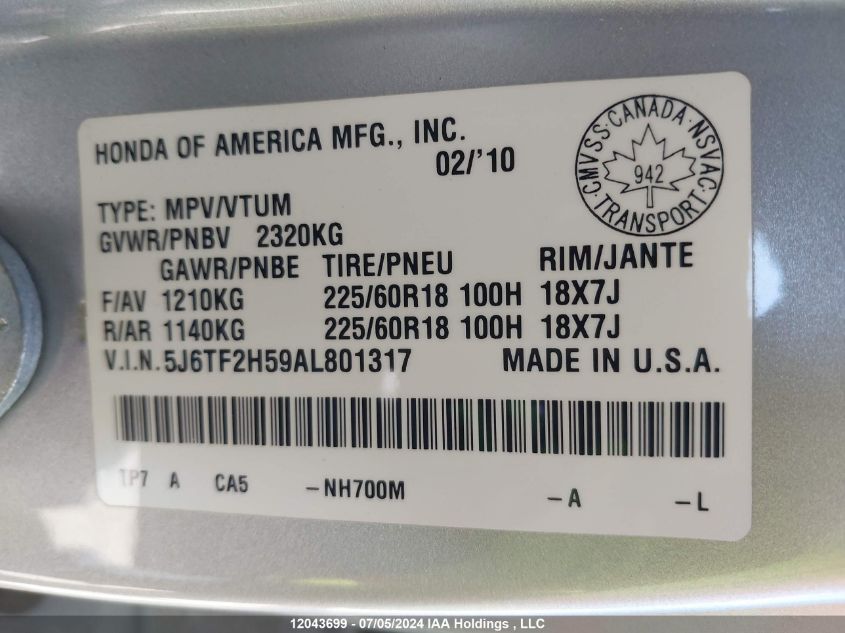 HONDA OF AMERICA MFG., INC.
02/'10
CMVSS·CANADA·NSVAC·TRANSPORT·
942
TYPE: MPV/VTUM
GVWR/PNBV 2320KG
GAWR/PNBE TIRE/PNEU RIM/JANTE
F/AV 1210KG 225/60R18 100H 18X7J
R/AR 1140KG 225/60R18 100H 18X7J
V.I.N. 5J6TF2H59AL801317 MADE IN U.S.A.
TP7 A CA5 -NH700M -A -L
12043699 - 07/05/2024 IAA Holdings , LLC